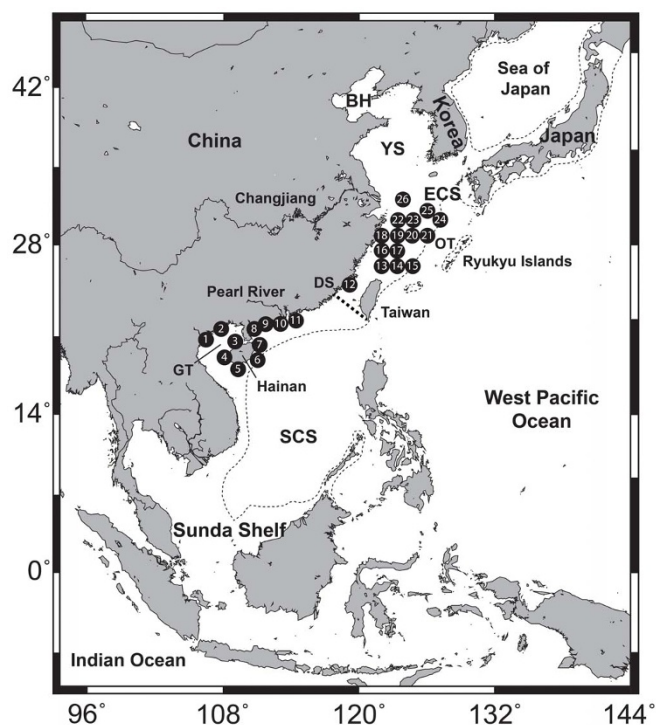 42°
28°
14°
0°
96°
108°
120°
132°
144°
Sea of
Japan
BH
Korea
Japan
China
YS
Changjiang
ECS
26
25
22 23 24
18 19 20 21
OT
16 17
Ryukyu Islands
13 14 15
DS 12
Pearl River
Taiwan
8 9 10 11
1 2 3 7
4 5 6
GT
Hainan
West Pacific
Ocean
SCS
Sunda Shelf
Indian Ocean